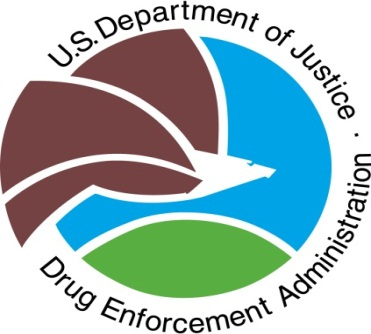 U.S. Department of Justice ·
Drug Enforcement Administration